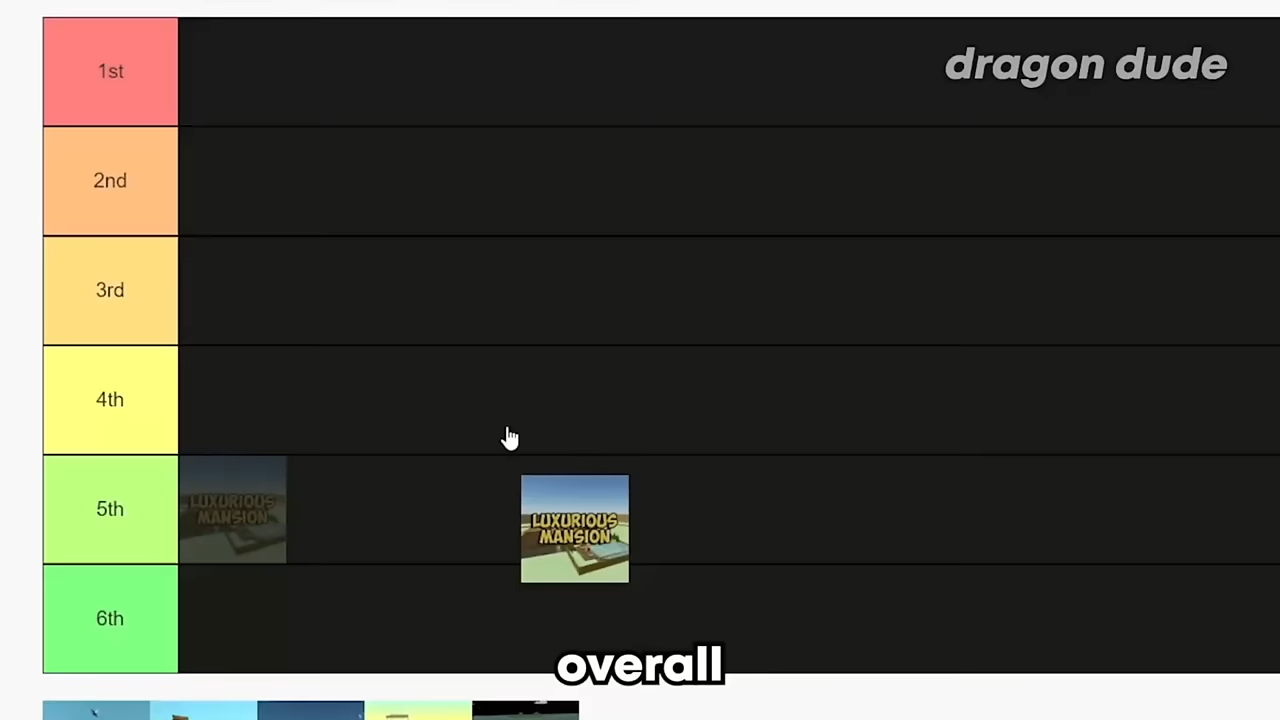 1st
dragon dude
2nd
3rd
4th
5th
LUXURIOUS
MANSION
LUXURIOUS
MANSION
6th
overall